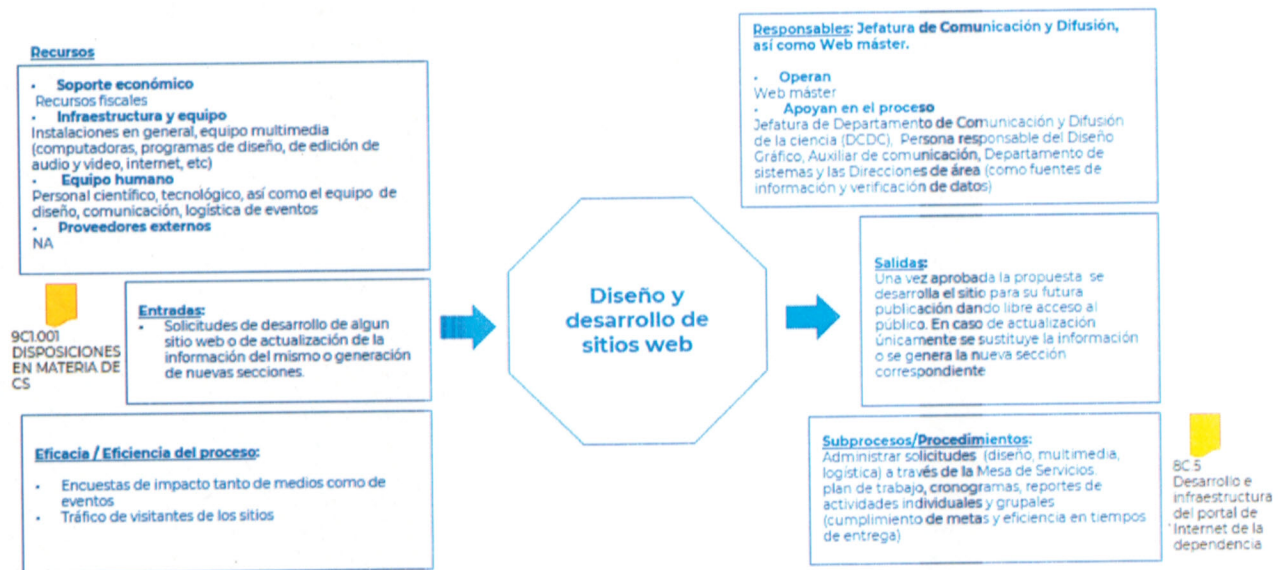 Recursos
• Soporte económico
Recursos fiscales
• Infraestructura y equipo
Instalaciones en general, equipo multimedia
(computadoras, programas de diseño, de edición de
audio y video, internet, etc)
• Equipo humano
Personal científico, tecnológico, así como el equipo de
diseño, comunicación, logística de eventos
• Proveedores externos
NA
9C1.001
DISPOSICIONES
EN MATERIA DE
CS
Entradas:
• Solicitudes de desarrollo de algun
sitio web o de actualización de la
información del mismo o generación
de nuevas secciones.
Eficacia / Eficiencia del proceso:
• Encuestas de impacto tanto de medios como de
eventos
• Tráfico de visitantes de los sitios
Diseño y
desarrollo de
sitios web
Responsables: Jefatura de Comunicación y Difusión,
así como Web máster.
• Operan
Web máster
• Apoyan en el proceso
Jefatura de Departamento de Comunicación y Difusión
de la ciencia (DCDC), Persona responsable del Diseño
Gráfico, Auxiliar de comunicación, Departamento de
sistemas y las Direcciones de área (como fuentes de
información y verificación de datos)
Salidas:
Una vez aprobada la propuesta se
desarrolla el sitio para su futura
publicación dando libre acceso al
público. En caso de actualización
únicamente se sustituye la información
o se genera la nueva sección
correspondiente
Subprocesos/Procedimientos:
Administrar solicitudes (diseño, multimedia,
logística) a través de la Mesa de Servicios.
plan de trabajo, cronogramas, reportes de
actividades individuales y grupales
(cumplimiento de metas y eficiencia en tiempos
de entrega)
8C.5
Desarrollo e
infraestructura
del portal de
Internet de la
dependencia